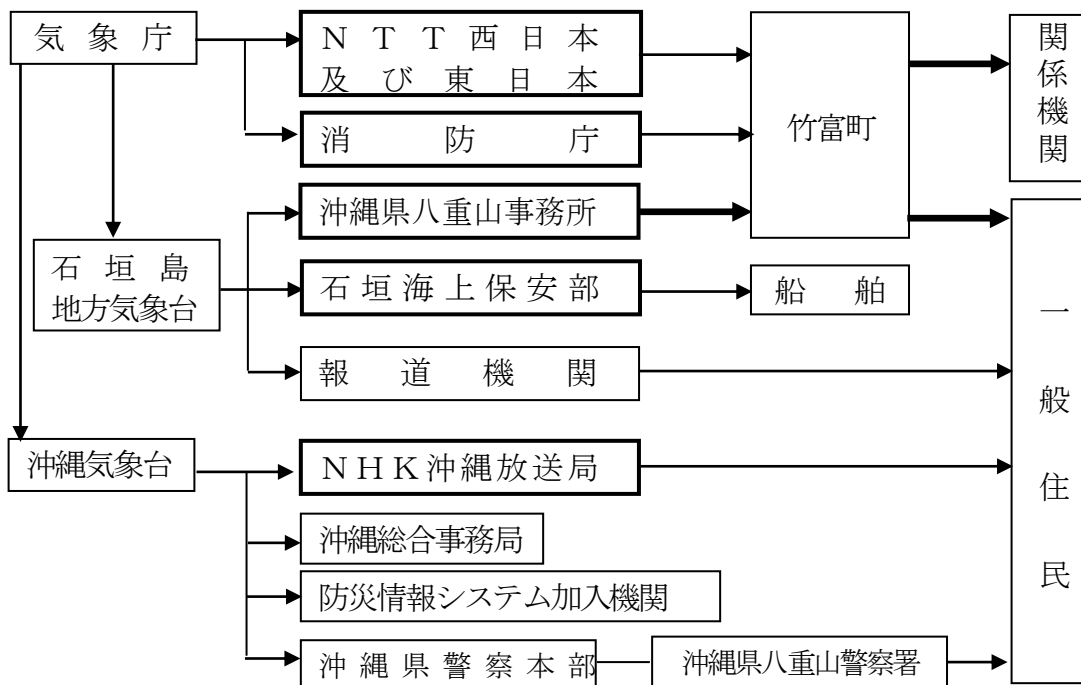 気象庁
ＮＴＴ西日本
及び東日本
関係機関
消防庁
竹富町
沖縄県八重山事務所
石垣島
地方気象台
石垣海上保安部
船舶
一般住民
報道機関
沖縄気象台
ＮＨＫ沖縄放送局
沖縄総合事務局
防災情報システム加入機関
沖縄県警察本部
沖縄県八重山警察署